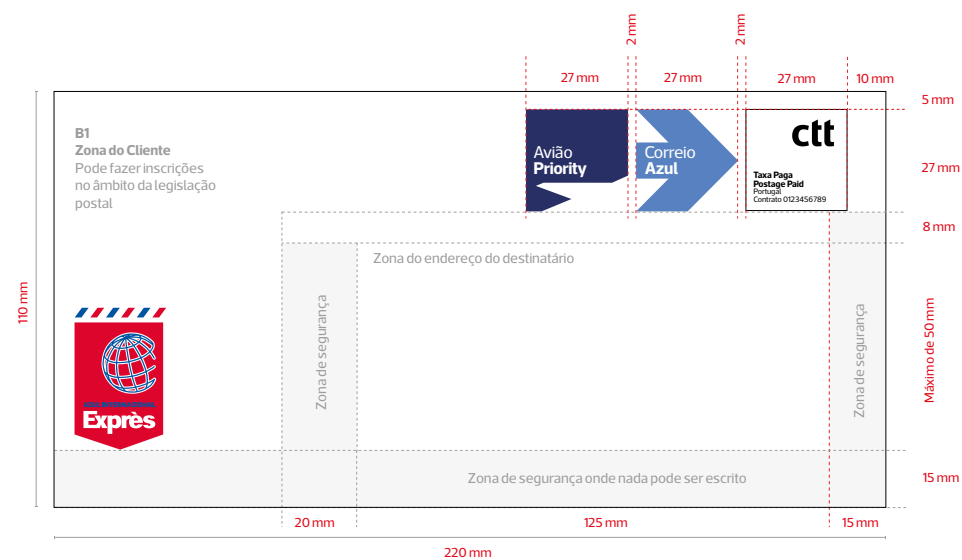 2 mm
2 mm
27 mm
27 mm
27 mm
10 mm
5 mm
B1
Zona do Cliente
Pode fazer inscrições
no âmbito da legislação
postal
Avião
Priority
Correio
Azul
ctt
Taxa Paga
Postage Paid
Portugal
Contrato 0123456789
27 mm
8 mm
Zona do endereço do destinatário
110 mm
Zona de segurança
Zona de segurança
Máximo de 50 mm
Exprès
Zona de segurança onde nada pode ser escrito
15 mm
20 mm
125 mm
15 mm
220 mm